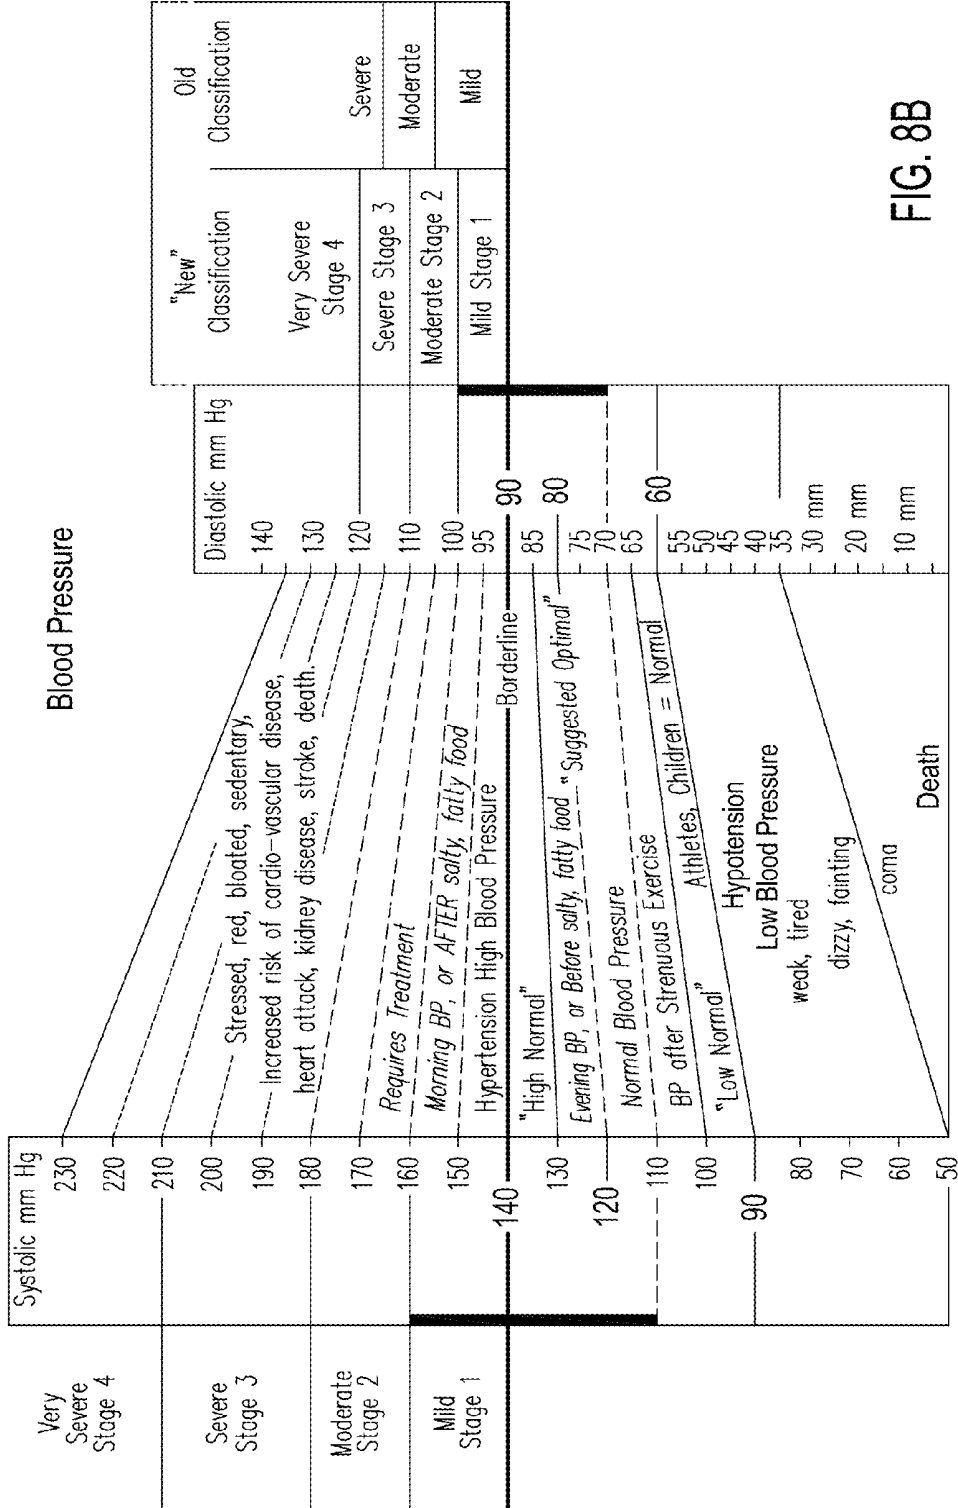 Blood Pressure
Very
Severe
Stage 4
Severe
Stage 3
Moderate
Stage 2
Mild
Stage 1
Systolic mm Hg
230
220
210
200
190
180
170
160
150
140
130
120
110
100
90
80
70
60
50
Stressed, red, bloated, sedentary,
Increased risk of cardio-vascular disease,
heart attack, kidney disease, stroke, death.
Requires Treatment
Morning BP, or AFTER salty, fatty food
Hypertension High Blood Pressure
Borderline
"High Normal"
Evening BP, or Before salty, fatty food "Suggested Optimal"
Normal Blood Pressure
BP after Strenuous Exercise
Athletes, Children = Normal
"Low Normal"
Hypotension
Low Blood Pressure
weak, tired
dizzy, fainting
coma
Death
Diastolic mm Hg
140
130
120
110
100
95
90
85
80
75
70
65
60
55
50
45
40
35
30 mm
20 mm
10 mm
"New"
Classification
Very Severe
Stage 4
Severe Stage 3
Moderate Stage 2
Mild Stage 1
Old
Classification
Severe
Moderate
Mild
FIG. 8B